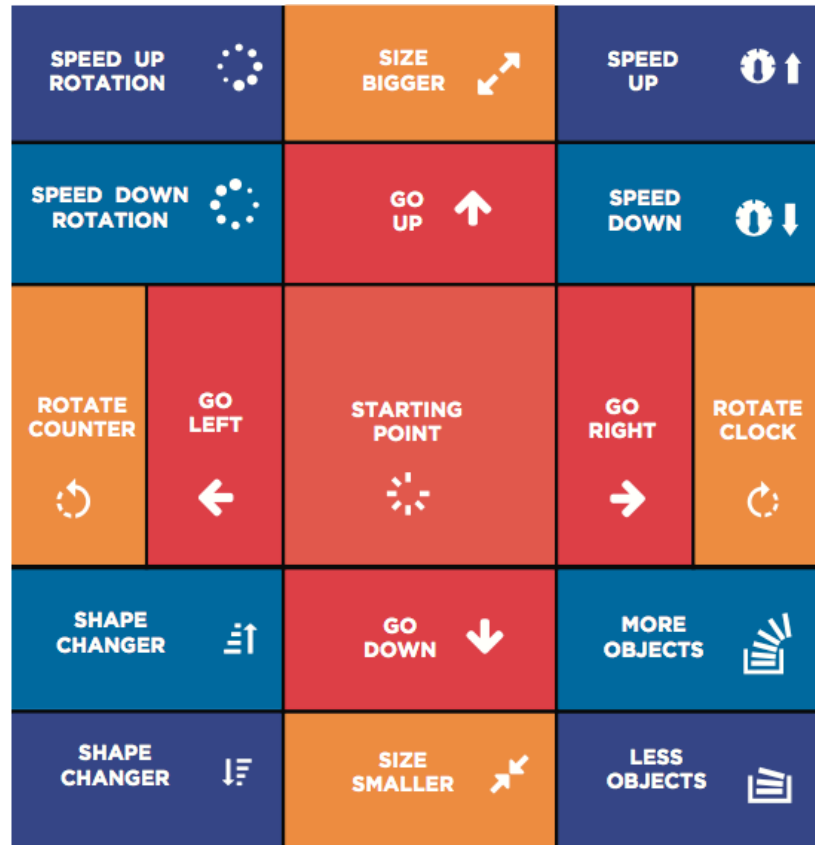 SPEED UP
ROTATION
SIZE
BIGGER
SPEED
UP
SPEED DOWN
ROTATION
GO
UP
SPEED
DOWN
ROTATE
COUNTER
GO
LEFT
STARTING
POINT
GO
RIGHT
ROTATE
CLOCK
SHAPE
CHANGER
GO
DOWN
MORE
OBJECTS
SHAPE
CHANGER
SIZE
SMALLER
LESS
OBJECTS